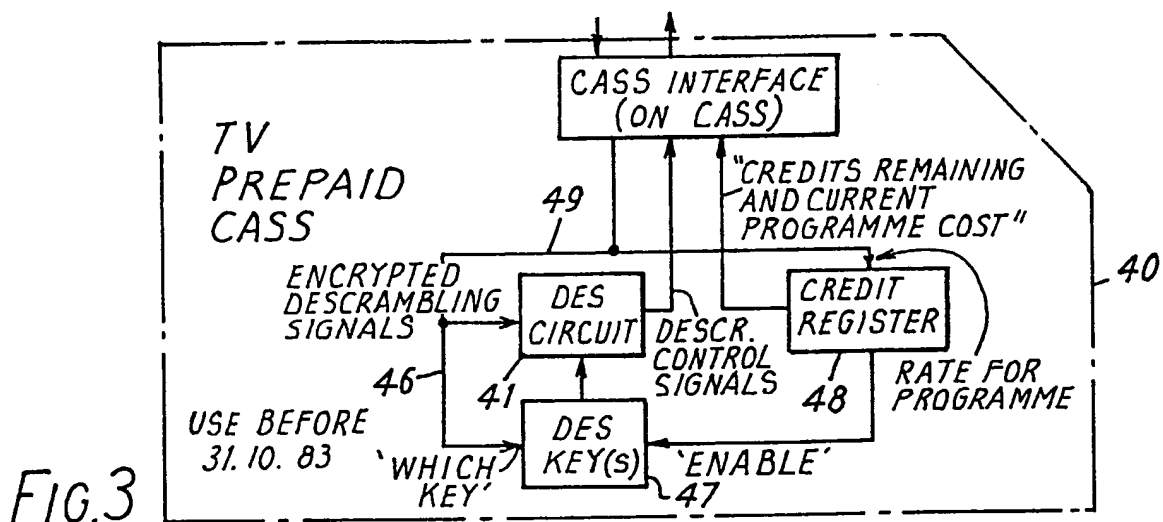 CASS INTERFACE
(ON CASS)
TV
PREPAID
CASS
"CREDITS REMAINING
AND CURRENT
PROGRAMME COST"
49
40
ENCRYPTED
DESCRAMBLING
SIGNALS
DES
CIRCUIT
DESCR.
CONTROL
SIGNALS
CREDIT
REGISTER
46
41
48
RATE FOR
PROGRAMME
USE BEFORE
31.10.83
'WHICH
KEY'
DES
KEY(S)
'ENABLE'
47
FIG.3